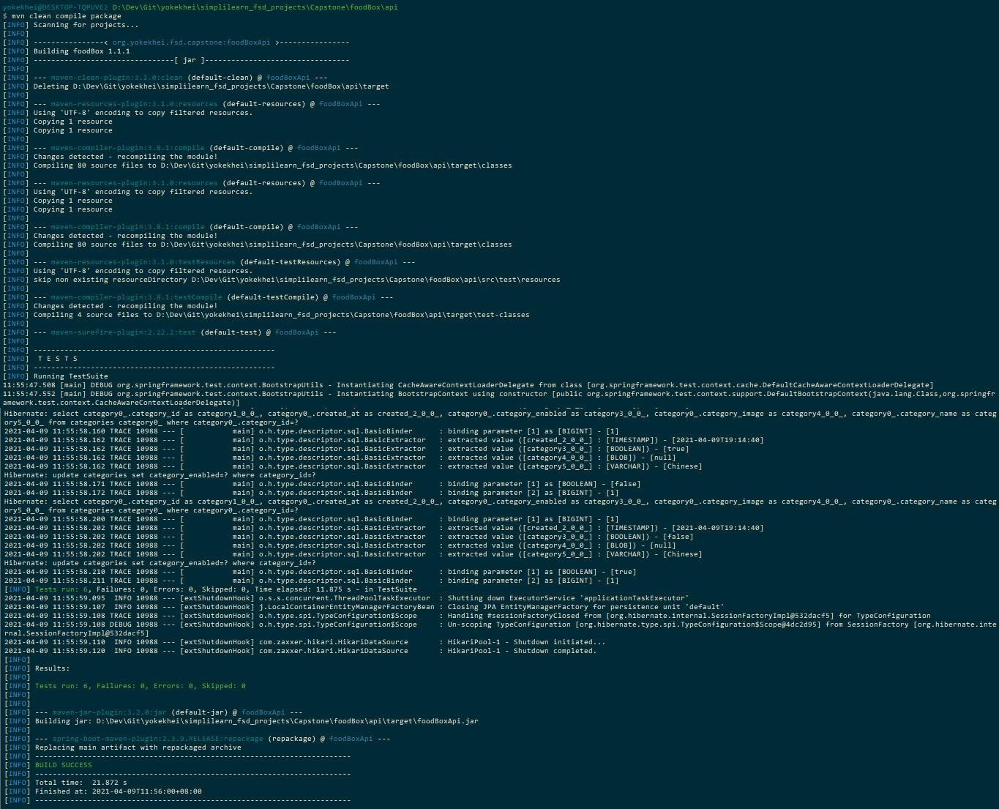 yokekhei@DESKTOP-TQPUVE2 D:\Dev\Git\yokekhei\simplilearn_fsd_projects\Capstone\foodBox\api
$ mvn clean compile package
[INFO] Scanning for projects...
[INFO]
[INFO] ----------------< org.yokekhei.fsd.capstone:foodBoxApi >----------------
[INFO] Building foodBox 1.1.1
[INFO] --------------------------------[ jar ]---------------------------------
[INFO]
[INFO] --- maven-clean-plugin:3.1.0:clean (default-clean) @ foodBoxApi ---
[INFO] Deleting D:\Dev\Git\yokekhei\simplilearn_fsd_projects\Capstone\foodBox\api\target
[INFO]
[INFO] --- maven-resources-plugin:3.1.0:resources (default-resources) @ foodBoxApi ---
[INFO] Using 'UTF-8' encoding to copy filtered resources.
[INFO] Copying 1 resource
[INFO] Copying 1 resource
[INFO]
[INFO] --- maven-compiler-plugin:3.8.1:compile (default-compile) @ foodBoxApi ---
[INFO] Changes detected - recompiling the module!
[INFO] Compiling 80 source files to D:\Dev\Git\yokekhei\simplilearn_fsd_projects\Capstone\foodBox\api\target\classes
[INFO]
[INFO] --- maven-resources-plugin:3.1.0:resources (default-resources) @ foodBoxApi ---
[INFO] Using 'UTF-8' encoding to copy filtered resources.
[INFO] Copying 1 resource
[INFO] Copying 1 resource
[INFO]
[INFO] --- maven-compiler-plugin:3.8.1:compile (default-compile) @ foodBoxApi ---
[INFO] Changes detected - recompiling the module!
[INFO] Compiling 80 source files to D:\Dev\Git\yokekhei\simplilearn_fsd_projects\Capstone\foodBox\api\target\classes
[INFO]
[INFO] --- maven-resources-plugin:3.1.0:testResources (default-testResources) @ foodBoxApi ---
[INFO] Using 'UTF-8' encoding to copy filtered resources.
[INFO] skip non existing resourceDirectory D:\Dev\Git\yokekhei\simplilearn_fsd_projects\Capstone\foodBox\api\src\test\resources
[INFO]
[INFO] --- maven-compiler-plugin:3.8.1:testCompile (default-testCompile) @ foodBoxApi ---
[INFO] Changes detected - recompiling the module!
[INFO] Compiling 4 source files to D:\Dev\Git\yokekhei\simplilearn_fsd_projects\Capstone\foodBox\api\target\test-classes
[INFO]
[INFO] --- maven-surefire-plugin:2.22.2:test (default-test) @ foodBoxApi ---
[INFO]
[INFO] -------------------------------------------------------
[INFO]  T E S T S
[INFO] -------------------------------------------------------
[INFO] Running TestSuite
11:55:47.508 [main] DEBUG org.springframework.test.context.BootstrapUtils - Instantiating CacheAwareContextLoaderDelegate from class [org.springframework.test.context.cache.DefaultCacheAwareContextLoaderDelegate]
11:55:47.552 [main] DEBUG org.springframework.test.context.BootstrapUtils - Instantiating BootstrapContext using constructor [public org.springframework.test.context.support.DefaultBootstrapContext(java.lang.Class,org.springfr
amework.test.context.CacheAwareContextLoaderDelegate)]
Hibernate: select category0_.category_id as category1_0_0_, category0_.created_at as created_2_0_0_, category0_.category_enabled as category3_0_0_, category0_.category_image as category4_0_0_, category0_.category_name as categ
ory5_0_0_ from categories category0_ where category0_.category_id=?
2021-04-09 11:55:58.160 TRACE 10988 --- [           main] o.h.type.descriptor.sql.BasicBinder      : binding parameter [1] as [BIGINT] - [1]
2021-04-09 11:55:58.162 TRACE 10988 --- [           main] o.h.type.descriptor.sql.BasicExtractor   : extracted value ([created_2_0_0_] : [TIMESTAMP]) - [2021-04-09T19:14:40]
2021-04-09 11:55:58.162 TRACE 10988 --- [           main] o.h.type.descriptor.sql.BasicExtractor   : extracted value ([category3_0_0_] : [BOOLEAN]) - [true]
2021-04-09 11:55:58.162 TRACE 10988 --- [           main] o.h.type.descriptor.sql.BasicExtractor   : extracted value ([category4_0_0_] : [BLOB]) - [null]
2021-04-09 11:55:58.162 TRACE 10988 --- [           main] o.h.type.descriptor.sql.BasicExtractor   : extracted value ([category5_0_0_] : [VARCHAR]) - [Chinese]
Hibernate: update categories set category_enabled=? where category_id=?
2021-04-09 11:55:58.171 TRACE 10988 --- [           main] o.h.type.descriptor.sql.BasicBinder      : binding parameter [1] as [BOOLEAN] - [false]
2021-04-09 11:55:58.172 TRACE 10988 --- [           main] o.h.type.descriptor.sql.BasicBinder      : binding parameter [2] as [BIGINT] - [1]
Hibernate: select category0_.category_id as category1_0_0_, category0_.created_at as created_2_0_0_, category0_.category_enabled as category3_0_0_, category0_.category_image as category4_0_0_, category0_.category_name as categ
ory5_0_0_ from categories category0_ where category0_.category_id=?
2021-04-09 11:55:58.200 TRACE 10988 --- [           main] o.h.type.descriptor.sql.BasicBinder      : binding parameter [1] as [BIGINT] - [1]
2021-04-09 11:55:58.202 TRACE 10988 --- [           main] o.h.type.descriptor.sql.BasicExtractor   : extracted value ([created_2_0_0_] : [TIMESTAMP]) - [2021-04-09T19:14:40]
2021-04-09 11:55:58.202 TRACE 10988 --- [           main] o.h.type.descriptor.sql.BasicExtractor   : extracted value ([category3_0_0_] : [BOOLEAN]) - [false]
2021-04-09 11:55:58.202 TRACE 10988 --- [           main] o.h.type.descriptor.sql.BasicExtractor   : extracted value ([category4_0_0_] : [BLOB]) - [null]
2021-04-09 11:55:58.202 TRACE 10988 --- [           main] o.h.type.descriptor.sql.BasicExtractor   : extracted value ([category5_0_0_] : [VARCHAR]) - [Chinese]
Hibernate: update categories set category_enabled=? where category_id=?
2021-04-09 11:55:58.210 TRACE 10988 --- [           main] o.h.type.descriptor.sql.BasicBinder      : binding parameter [1] as [BOOLEAN] - [true]
2021-04-09 11:55:58.211 TRACE 10988 --- [           main] o.h.type.descriptor.sql.BasicBinder      : binding parameter [2] as [BIGINT] - [1]
[INFO] Tests run: 6, Failures: 0, Errors: 0, Skipped: 0, Time elapsed: 11.875 s - in TestSuite
2021-04-09 11:55:59.095  INFO 10988 --- [extShutdownHook] o.s.s.concurrent.ThreadPoolTaskExecutor  : Shutting down ExecutorService 'applicationTaskExecutor'
2021-04-09 11:55:59.107  INFO 10988 --- [extShutdownHook] j.LocalContainerEntityManagerFactoryBean : Closing JPA EntityManagerFactory for persistence unit 'default'
2021-04-09 11:55:59.108 TRACE 10988 --- [extShutdownHook] o.h.type.spi.TypeConfiguration$Scope     : Handling #sessionFactoryClosed from [org.hibernate.internal.SessionFactoryImpl@532dacf5] for TypeConfiguration
2021-04-09 11:55:59.108 DEBUG 10988 --- [extShutdownHook] o.h.type.spi.TypeConfiguration$Scope     : Un-scoping TypeConfiguration [org.hibernate.type.spi.TypeConfiguration$Scope@4dc2d95] from SessionFactory [org.hibernate.inte
rnal.SessionFactoryImpl@532dacf5]
2021-04-09 11:55:59.110  INFO 10988 --- [extShutdownHook] com.zaxxer.hikari.HikariDataSource       : HikariPool-1 - Shutdown initiated...
2021-04-09 11:55:59.120  INFO 10988 --- [extShutdownHook] com.zaxxer.hikari.HikariDataSource       : HikariPool-1 - Shutdown completed.
[INFO]
[INFO] Results:
[INFO]
[INFO] Tests run: 6, Failures: 0, Errors: 0, Skipped: 0
[INFO]
[INFO]
[INFO] --- maven-jar-plugin:3.2.0:jar (default-jar) @ foodBoxApi ---
[INFO] Building jar: D:\Dev\Git\yokekhei\simplilearn_fsd_projects\Capstone\foodBox\api\target\foodBoxApi.jar
[INFO]
[INFO] --- spring-boot-maven-plugin:2.3.9.RELEASE:repackage (repackage) @ foodBoxApi ---
[INFO] Replacing main artifact with repackaged archive
[INFO] ------------------------------------------------------------------------
[INFO] BUILD SUCCESS
[INFO] ------------------------------------------------------------------------
[INFO] Total time:  21.872 s
[INFO] Finished at: 2021-04-09T11:56:00+08:00
[INFO] ------------------------------------------------------------------------